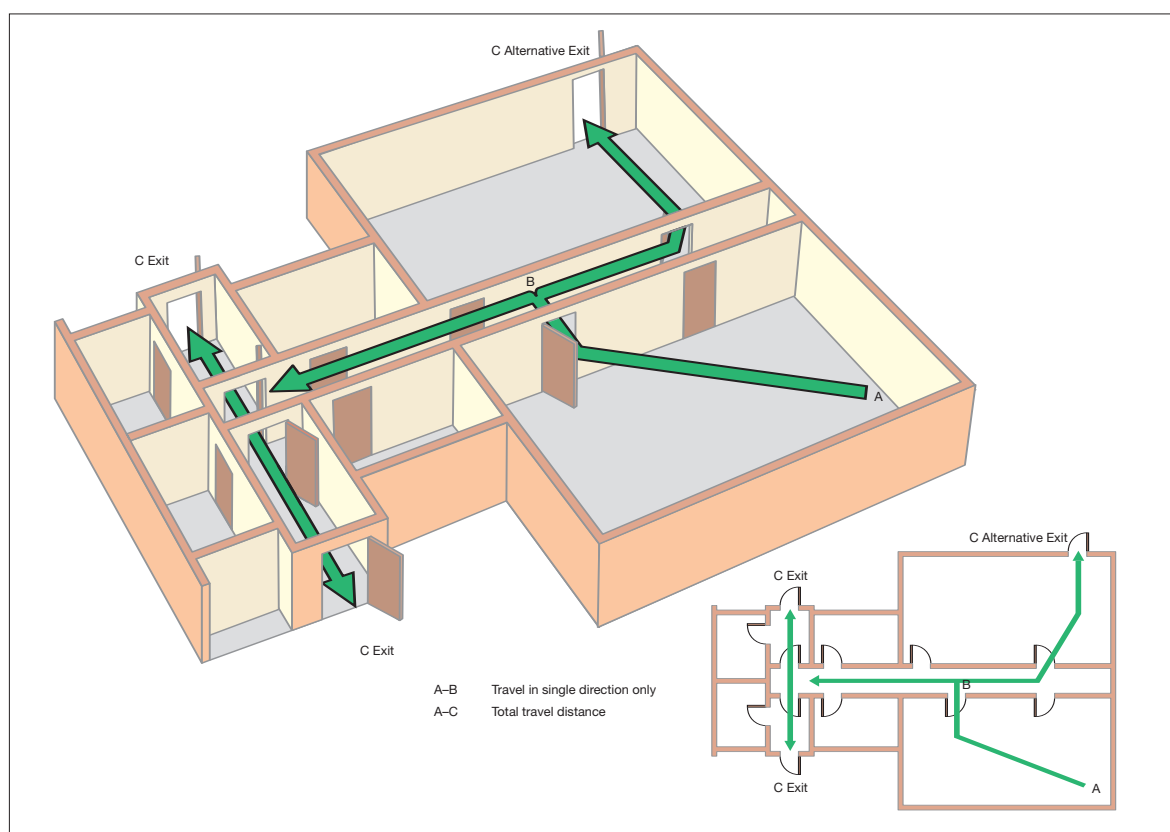 C Alternative Exit
C Exit
B
A
C Exit
A–B Travel in single direction only
A–C Total travel distance
C Alternative Exit
C Exit
B
A
C Exit